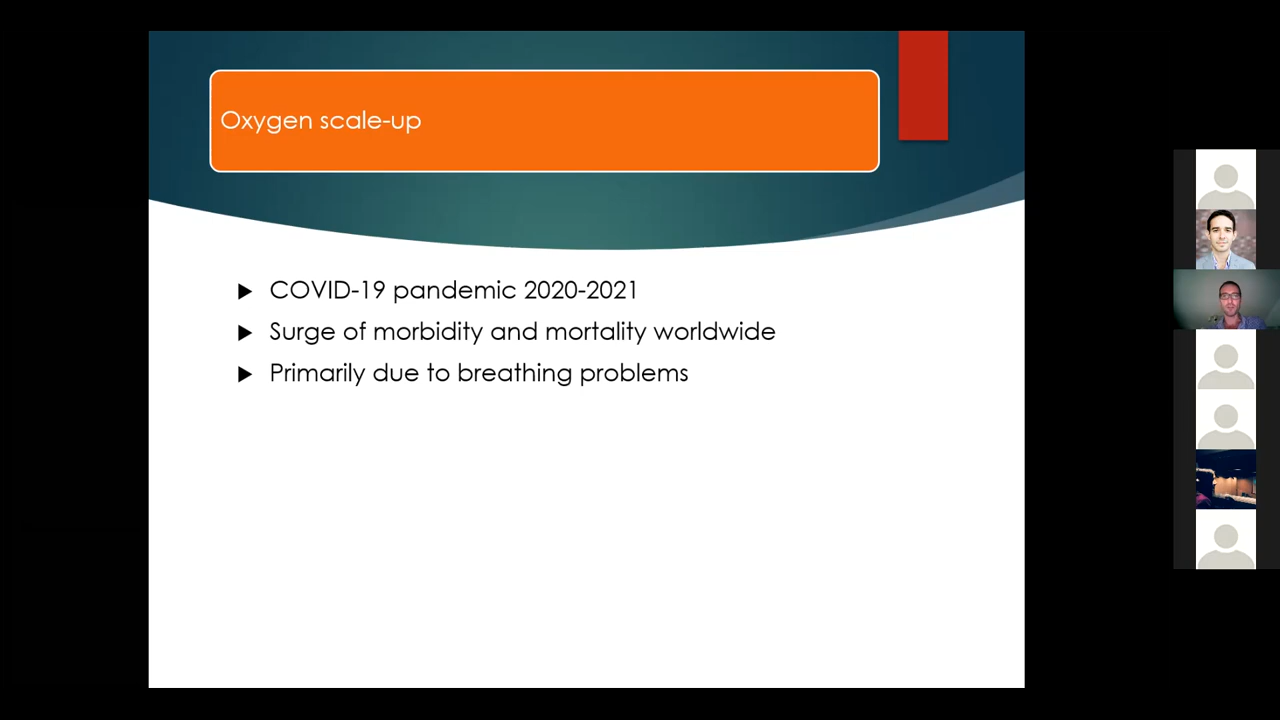 Oxygen scale-up
COVID-19 pandemic 2020-2021
Surge of morbidity and mortality worldwide
Primarily due to breathing problems